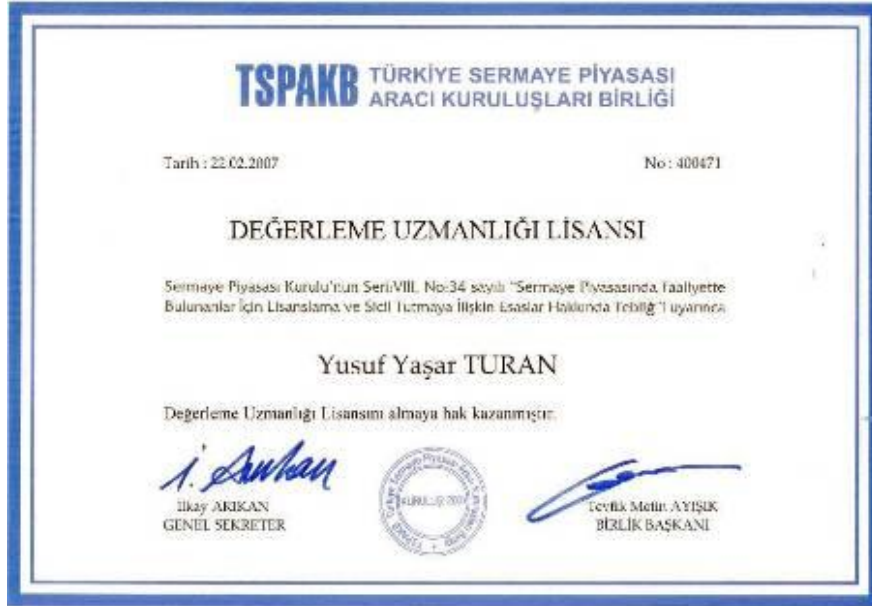 TSPAKB TÜRKİYE SERMAYE PİYASASI
ARACI KURULUŞLARI BİRLİĞİ
Tarih : 22.02.2007 No : 400471
DEĞERLEME UZMANLIĞI LİSANSI
Sermaye Piyasası Kurulu'nun Seri:VIII, No:34 sayılı "Sermaye Piyasasında Faaliyette
Bulunanlar İçin Lisanslama ve Sicil Tutmaya İlişkin Esaslar Hakkında Tebliğ"i uyarınca
Yusuf Yaşar TURAN
Değerleme Uzmanlığı Lisansını almaya hak kazanmıştır.
İlkay ARIKAN
GENEL SEKRETER
KURULUŞ:
Tevfik Metin AYIŞIK
BİRLİK BAŞKANI